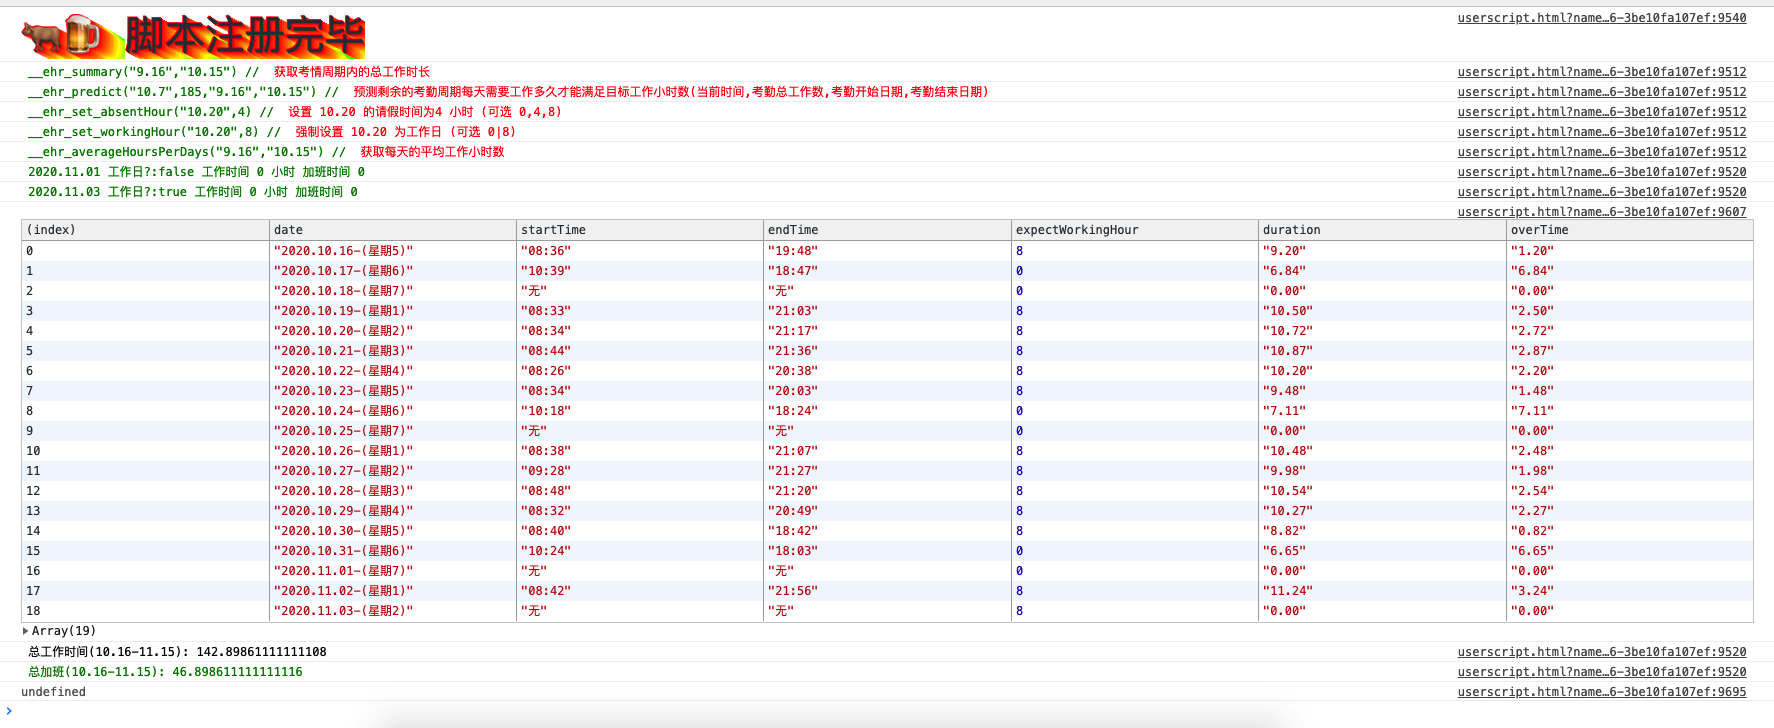 🐂🍺脚本注册完毕 userscript.html?name…6-3be10fa107ef:9540
__ehr_summary("9.16","10.15") // 获取考情周期内的总工作时长 userscript.html?name…6-3be10fa107ef:9512
__ehr_predict("10.7",185,"9.16","10.15") // 预测剩余的考勤周期每天需要工作多久才能满足目标工作小时数(当前时间,考勤总工作数,考勤开始日期,考勤结束日期) userscript.html?name…6-3be10fa107ef:9512
__ehr_set_absentHour("10.20",4) // 设置 10.20 的请假时间为4 小时 (可选 0,4,8) userscript.html?name…6-3be10fa107ef:9512
__ehr_set_workingHour("10.20",8) // 强制设置 10.20 为工作日 (可选 0|8) userscript.html?name…6-3be10fa107ef:9512
__ehr_averageHoursPerDays("9.16","10.15") // 获取每天的平均工作小时数 userscript.html?name…6-3be10fa107ef:9512
2020.11.01 工作日?:false 工作时间 0 小时 加班时间 0 userscript.html?name…6-3be10fa107ef:9520
2020.11.03 工作日?:true 工作时间 0 小时 加班时间 0 userscript.html?name…6-3be10fa107ef:9520
userscript.html?name…6-3be10fa107ef:9607
(index) date startTime endTime expectWorkingHour duration overTime
0 "2020.10.16-(星期5)" "08:36" "19:48" 8 "9.20" "1.20"
1 "2020.10.17-(星期6)" "10:39" "18:47" 0 "6.84" "6.84"
2 "2020.10.18-(星期7)" "无" "无" 0 "0.00" "0.00"
3 "2020.10.19-(星期1)" "08:33" "21:03" 8 "10.50" "2.50"
4 "2020.10.20-(星期2)" "08:34" "21:17" 8 "10.72" "2.72"
5 "2020.10.21-(星期3)" "08:44" "21:36" 8 "10.87" "2.87"
6 "2020.10.22-(星期4)" "08:26" "20:38" 8 "10.20" "2.20"
7 "2020.10.23-(星期5)" "08:34" "20:03" 8 "9.48" "1.48"
8 "2020.10.24-(星期6)" "10:18" "18:24" 0 "7.11" "7.11"
9 "2020.10.25-(星期7)" "无" "无" 0 "0.00" "0.00"
10 "2020.10.26-(星期1)" "08:38" "21:07" 8 "10.48" "2.48"
11 "2020.10.27-(星期2)" "09:28" "21:27" 8 "9.98" "1.98"
12 "2020.10.28-(星期3)" "08:48" "21:20" 8 "10.54" "2.54"
13 "2020.10.29-(星期4)" "08:32" "20:49" 8 "10.27" "2.27"
14 "2020.10.30-(星期5)" "08:40" "18:42" 8 "8.82" "0.82"
15 "2020.10.31-(星期6)" "10:24" "18:03" 0 "6.65" "6.65"
16 "2020.11.01-(星期7)" "无" "无" 0 "0.00" "0.00"
17 "2020.11.02-(星期1)" "08:42" "21:56" 8 "11.24" "3.24"
18 "2020.11.03-(星期2)" "无" "无" 8 "0.00" "0.00"
Array(19)
总工作时间(10.16-11.15): 142.89861111111108 userscript.html?name…6-3be10fa107ef:9520
总加班(10.16-11.15): 46.898611111111116 userscript.html?name…6-3be10fa107ef:9520
undefined userscript.html?name…6-3be10fa107ef:9695